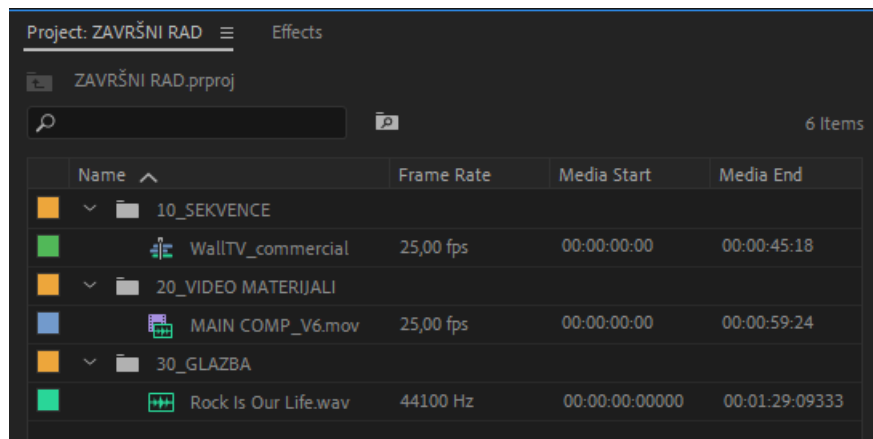 Project: ZAVRŠNI RAD Effects
ZAVRŠNI RAD.prproj
6 Items
Name Frame Rate Media Start Media End
10_SEKVENCE
WallTV_commercial 25,00 fps 00:00:00:00 00:00:45:18
20_VIDEO MATERIJALI
MAIN COMP_V6.mov 25,00 fps 00:00:00:00 00:00:59:24
30_GLAZBA
Rock Is Our Life.wav 44100 Hz 00:00:00:00000 00:01:29:09333